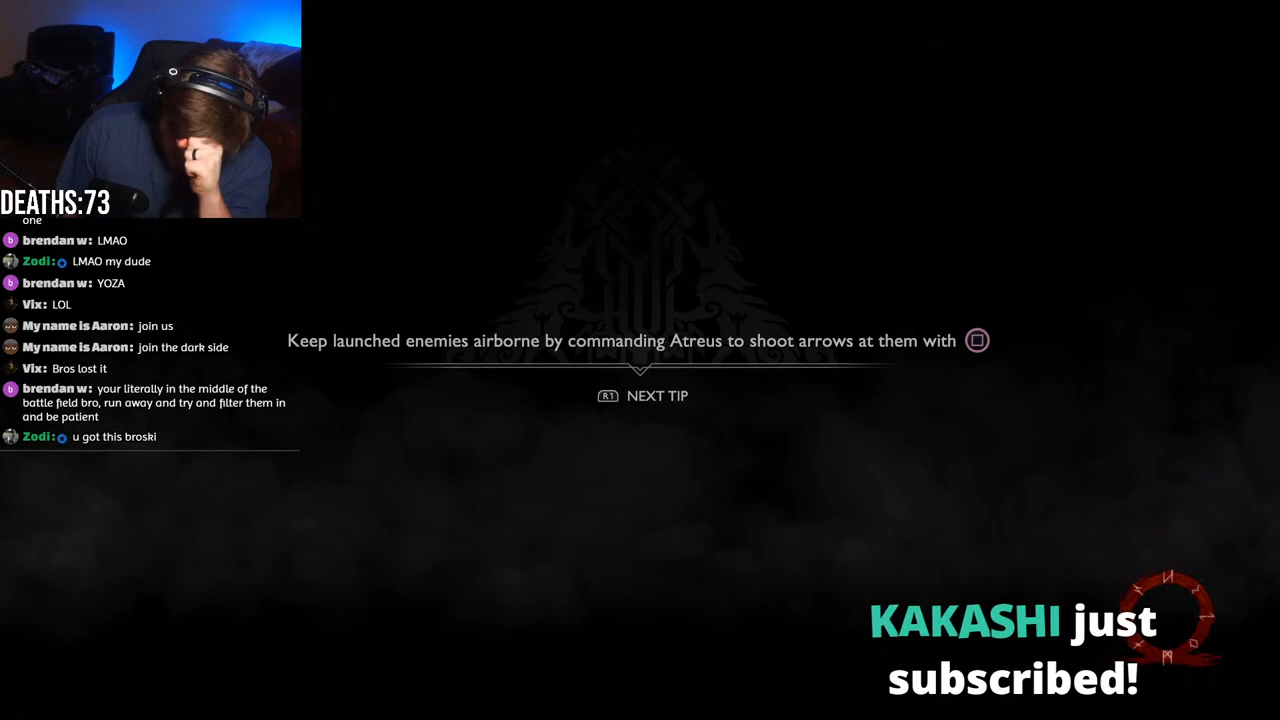 DEATHS:73
one
brendan w: LMAO
Zodi: LMAO my dude
brendan w: YOZA
Vix: LOL
My name is Aaron: join us
My name is Aaron: join the dark side
Vix: Bros lost it
brendan w: your literally in the middle of the
battle field bro, run away and try and filter them in
and be patient
Zodi: u got this broski
Keep launched enemies airborne by commanding Atreus to shoot arrows at them with
R1 NEXT TIP
KAKASHI just
subscribed!